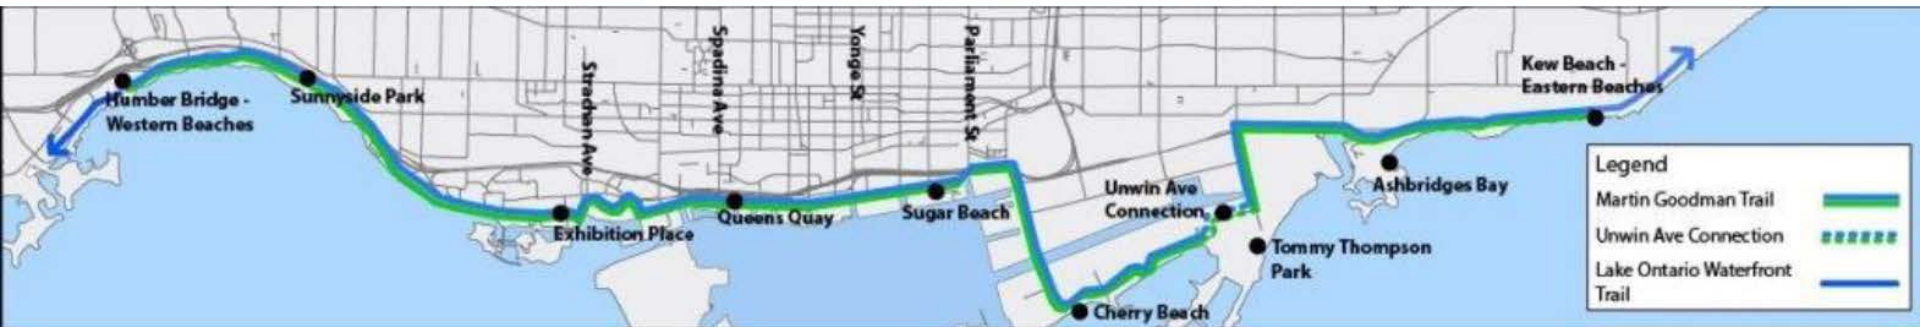 Humber Bridge -
Western Beaches
Sunnyside Park
Strachan Ave
Exhibition Place
Spadina Ave
Queens Quay
Yonge St
Parliament St
Sugar Beach
Unwin Ave
Connection
Cherry Beach
Tommy Thompson
Park
Ashbridges Bay
Kew Beach -
Eastern Beaches
Legend
Martin Goodman Trail
Unwin Ave Connection
Lake Ontario Waterfront
Trail